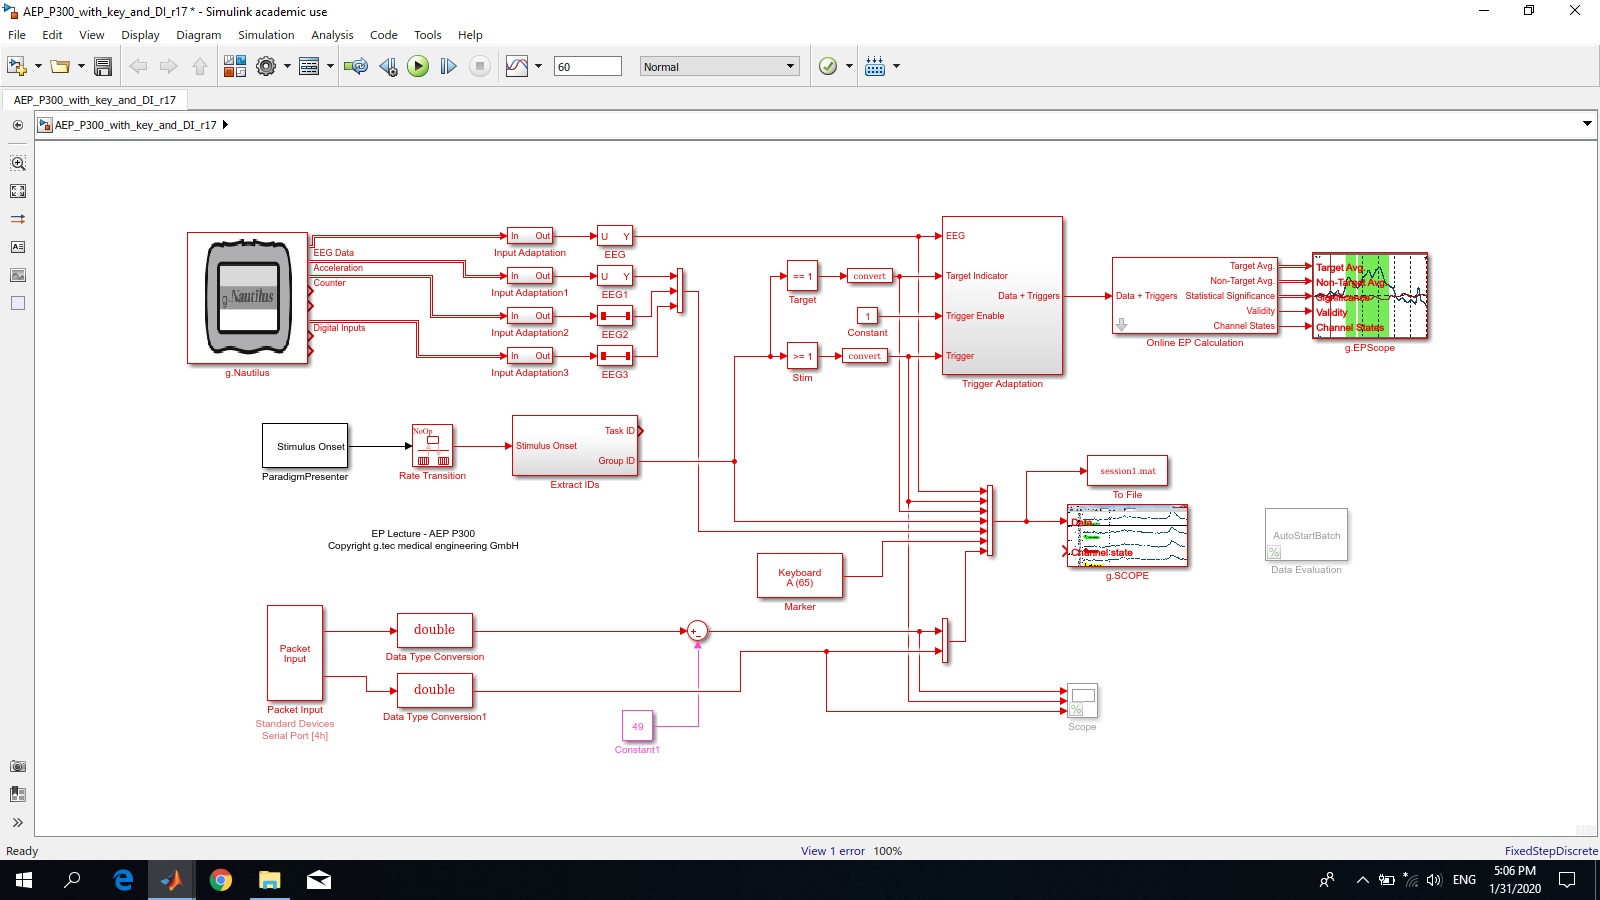 AEP_P300_with_key_and_DI_r17 * - Simulink academic use
File Edit View Display Diagram Simulation Analysis Code Tools Help
60 Normal
AEP_P300_with_key_and_DI_r17
AEP_P300_with_key_and_DI_r17
g.Nautilus
EEG Data
Acceleration
Counter
Digital Inputs
g.Nautilus
In Out
Input Adaptation
In Out
Input Adaptation1
In Out
Input Adaptation2
In Out
Input Adaptation3
U Y
EEG
U Y
EEG1
EEG2
EEG3
== 1
Target
convert
1
Constant
>= 1
Stim
convert
EEG
Target Indicator
Data + Triggers
Trigger Enable
Trigger
Trigger Adaptation
Target Avg.
Non-Target Avg.
Data + Triggers Statistical Significance
Validity
Channel States
Online EP Calculation
Target Avg
Non-Target Avg.
Significance
Validity
Channel States
g.EPScope
Stimulus Onset
ParadigmPresenter
NoOp
Rate Transition
Task ID
Stimulus Onset
Group ID
Extract IDs
EP Lecture - AEP P300
Copyright g.tec medical engineering GmbH
session1.mat
To File
Data
Channel state
g.SCOPE
AutoStartBatch
%
Data Evaluation
Keyboard
A (65)
Marker
Packet
Input
Packet Input
Standard Devices
Serial Port [4h]
double
Data Type Conversion
double
Data Type Conversion1
49
Constant1
%
Scope
Ready View 1 error 100% FixedStepDiscrete
ENG 5:06 PM
1/31/2020